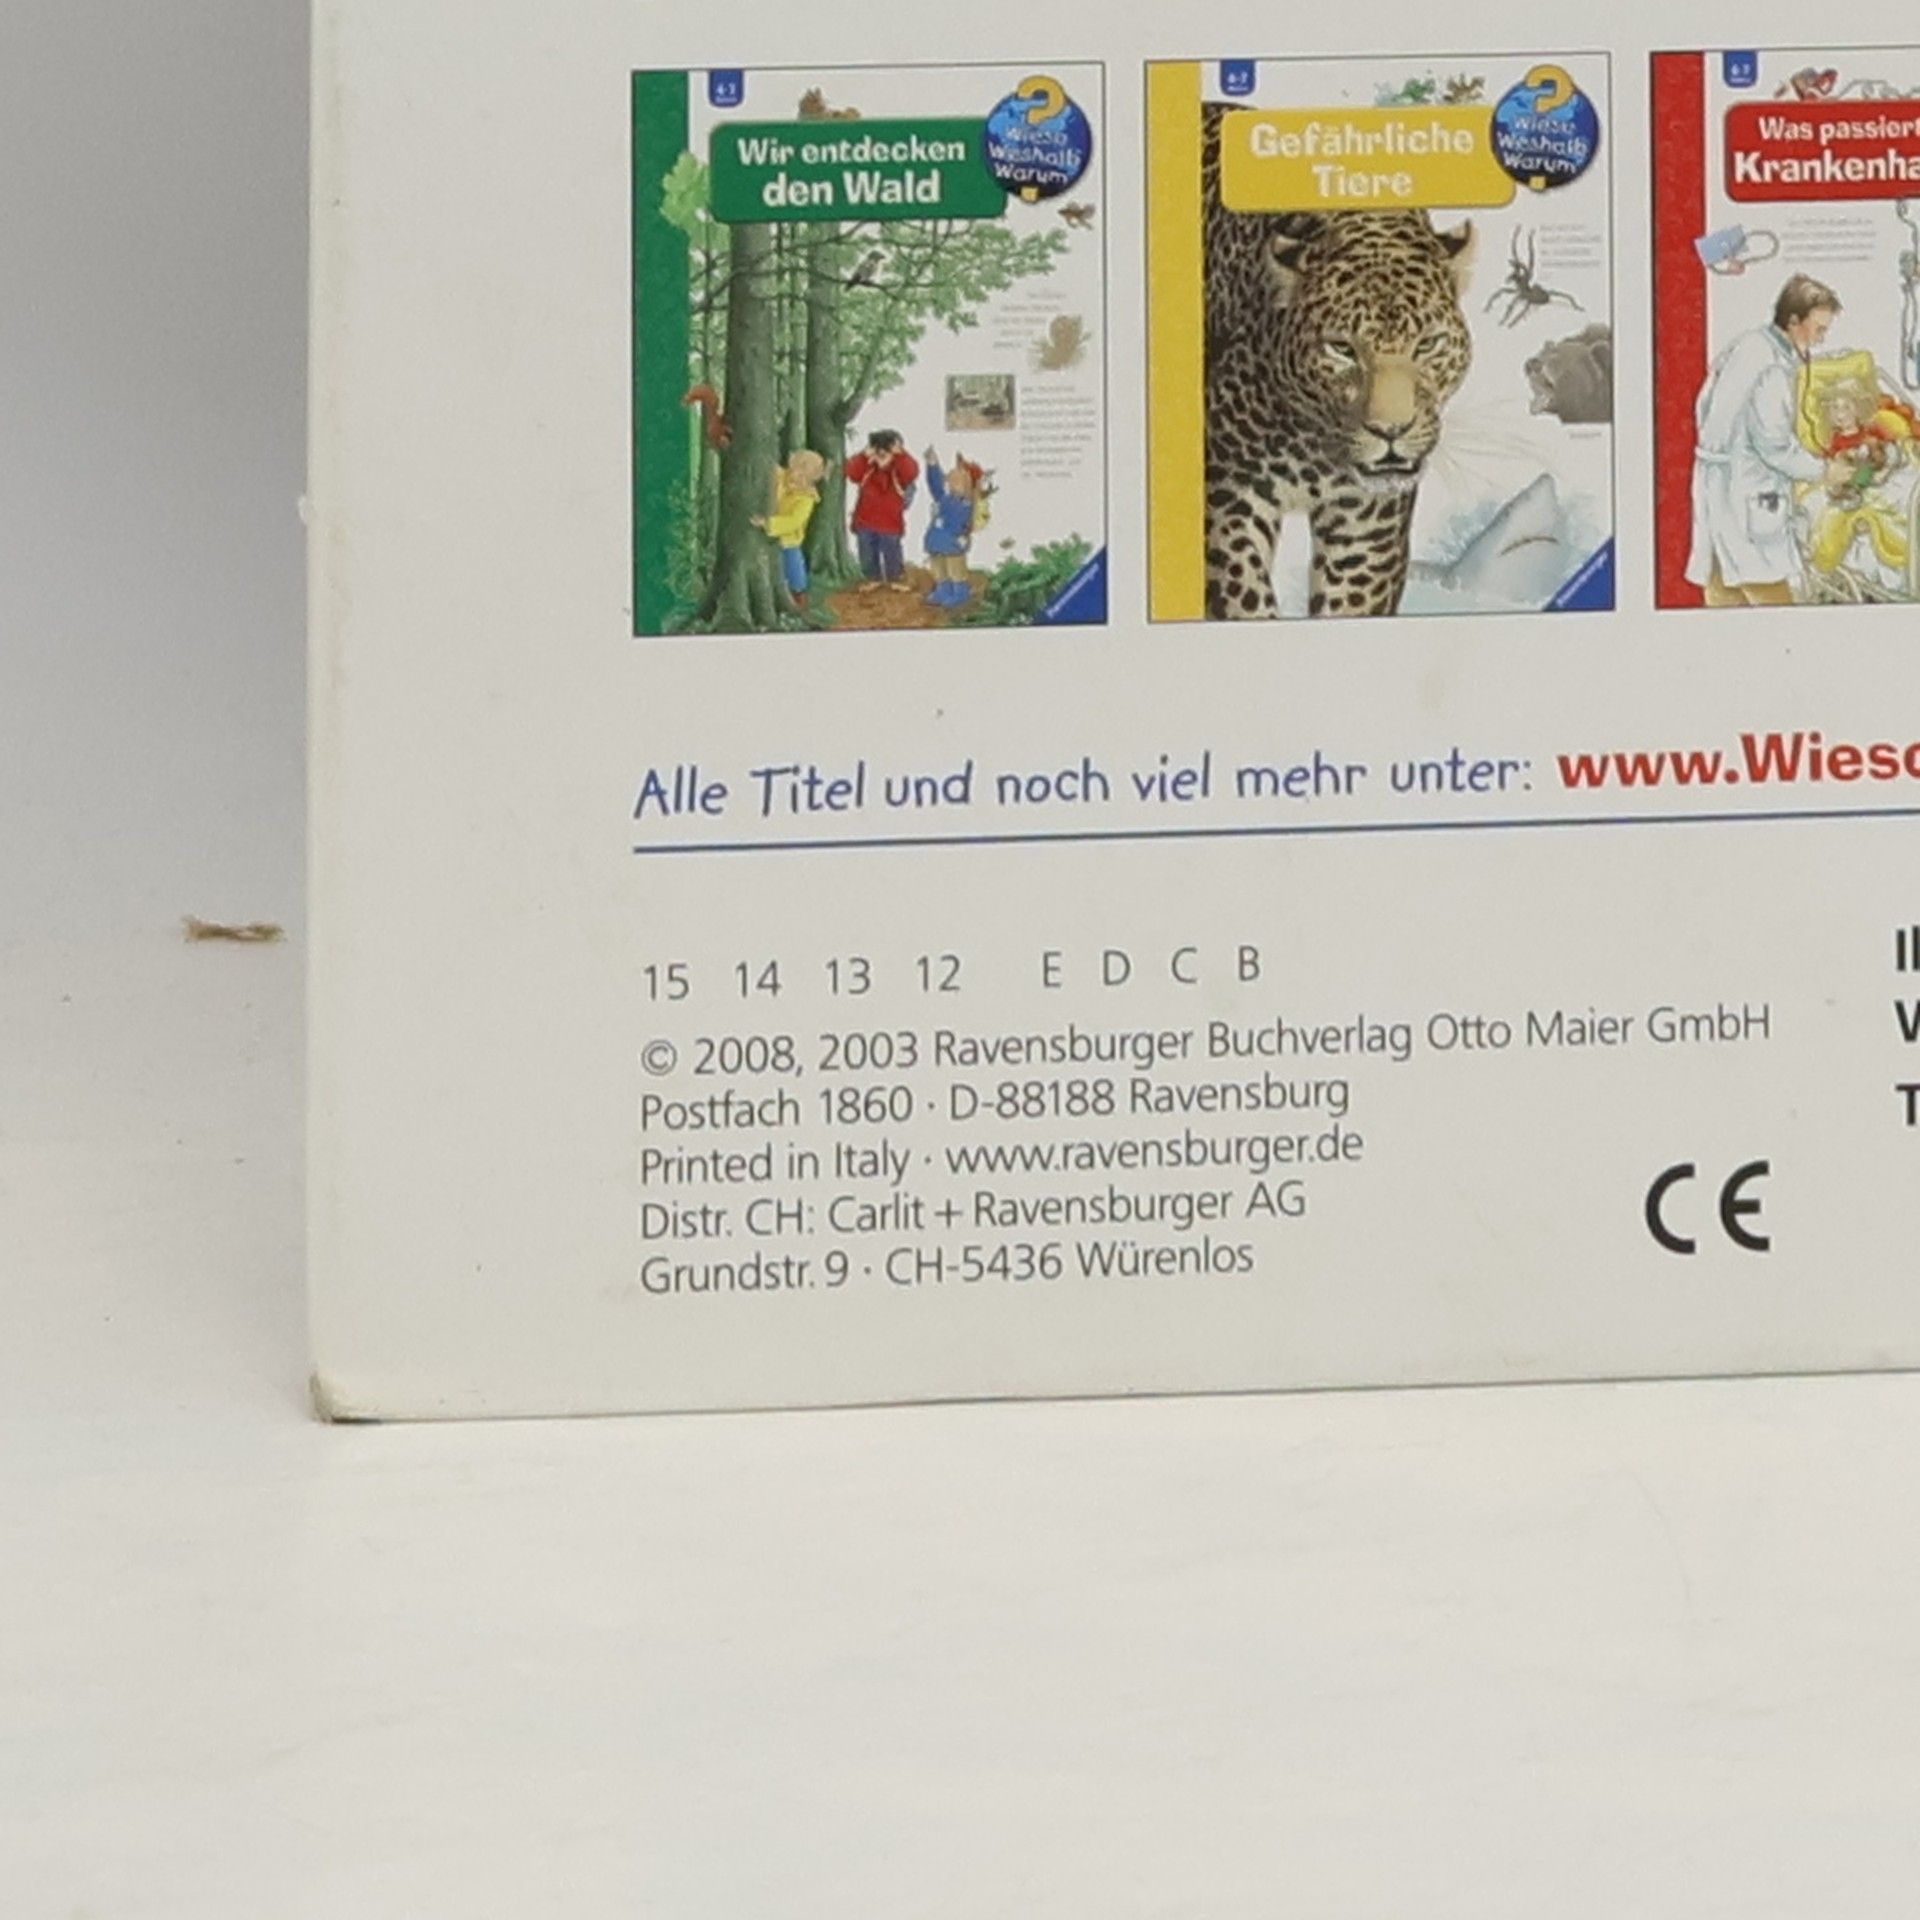 Wir entdecken
den Wald
Wieso
Weshalb
Warum
Gefährliche
Tiere
Wieso
Weshalb
Warum
Was passiert
Krankenha
Alle Titel und noch viel mehr unter: www.Wieso
15 14 13 12 E D C B
© 2008, 2003 Ravensburger Buchverlag Otto Maier GmbH
Postfach 1860 · D-88188 Ravensburg
Printed in Italy · www.ravensburger.de
Distr. CH: Carlit + Ravensburger AG
Grundstr. 9 · CH-5436 Würenlos
CE